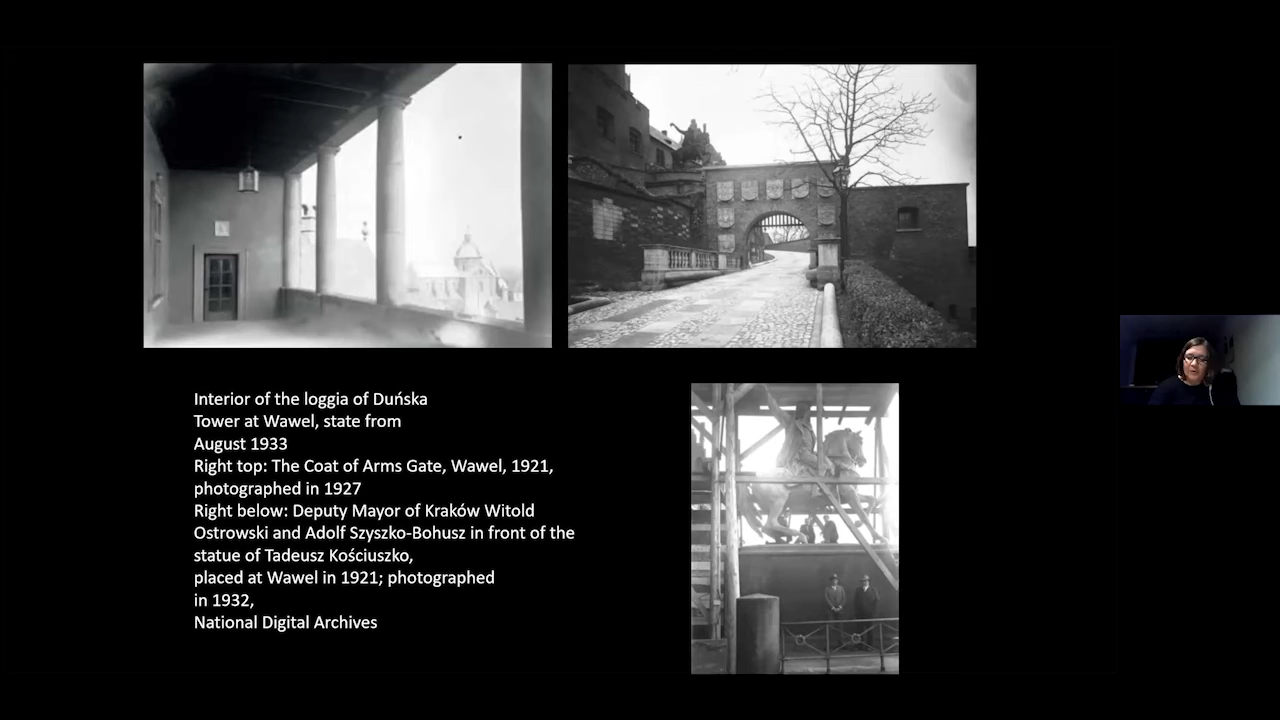 Interior of the loggia of Duńska
Tower at Wawel, state from
August 1933
Right top: The Coat of Arms Gate, Wawel, 1921,
photographed in 1927
Right below: Deputy Mayor of Kraków Witold
Ostrowski and Adolf Szyszko-Bohusz in front of the
statue of Tadeusz Kościuszko,
placed at Wawel in 1921; photographed
in 1932,
National Digital Archives